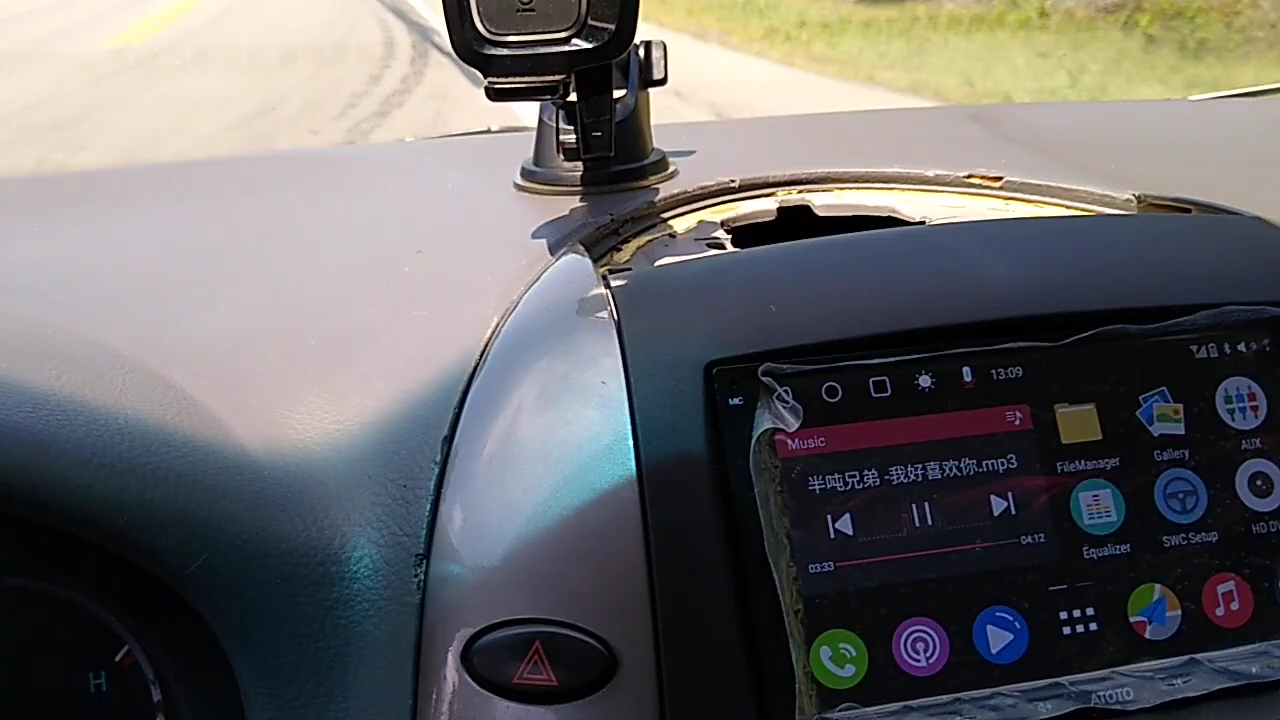 13:09
MIC
Music
半吨兄弟 -我好喜欢你.mp3
03:33
04:12
FileManager
Gallery
AUX
Equalizer
SWC Setup
HD
ATOTO
H